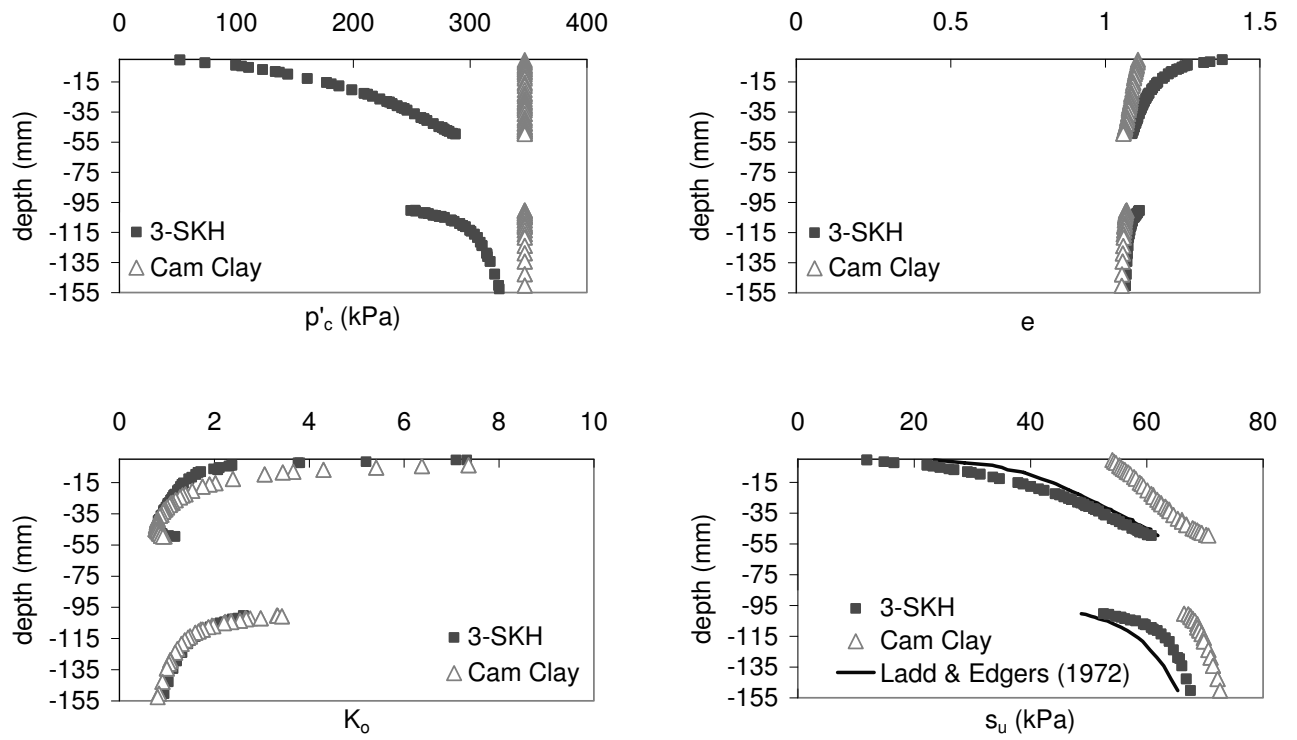 0 100 200 300 400
-15
-35
-55
-75
-95
-115
-135
-155
depth (mm)
3-SKH
Cam Clay
p'c (kPa)
0 0.5 1 1.5
-15
-35
-55
-75
-95
-115
-135
-155
depth (mm)
3-SKH
Cam Clay
e
0 2 4 6 8 10
-15
-35
-55
-75
-95
-115
-135
-155
depth (mm)
3-SKH
Cam Clay
Ko
0 20 40 60 80
-15
-35
-55
-75
-95
-115
-135
-155
depth (mm)
3-SKH
Cam Clay
Ladd & Edgers (1972)
su (kPa)